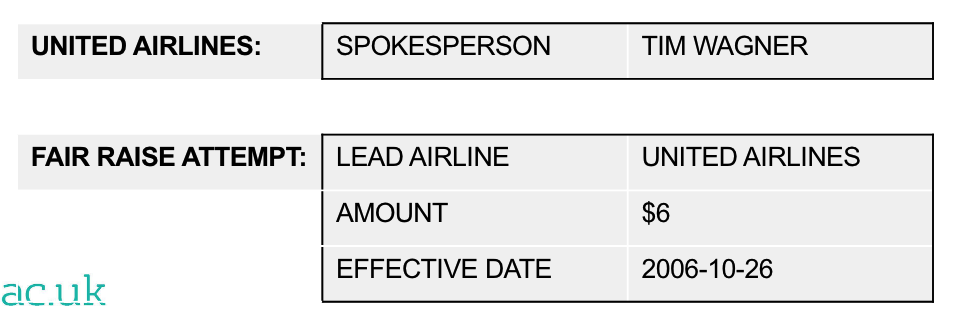 UNITED AIRLINES: SPOKESPERSON TIM WAGNER
FAIR RAISE ATTEMPT: LEAD AIRLINE UNITED AIRLINES
AMOUNT $6
EFFECTIVE DATE 2006-10-26
ac.uk